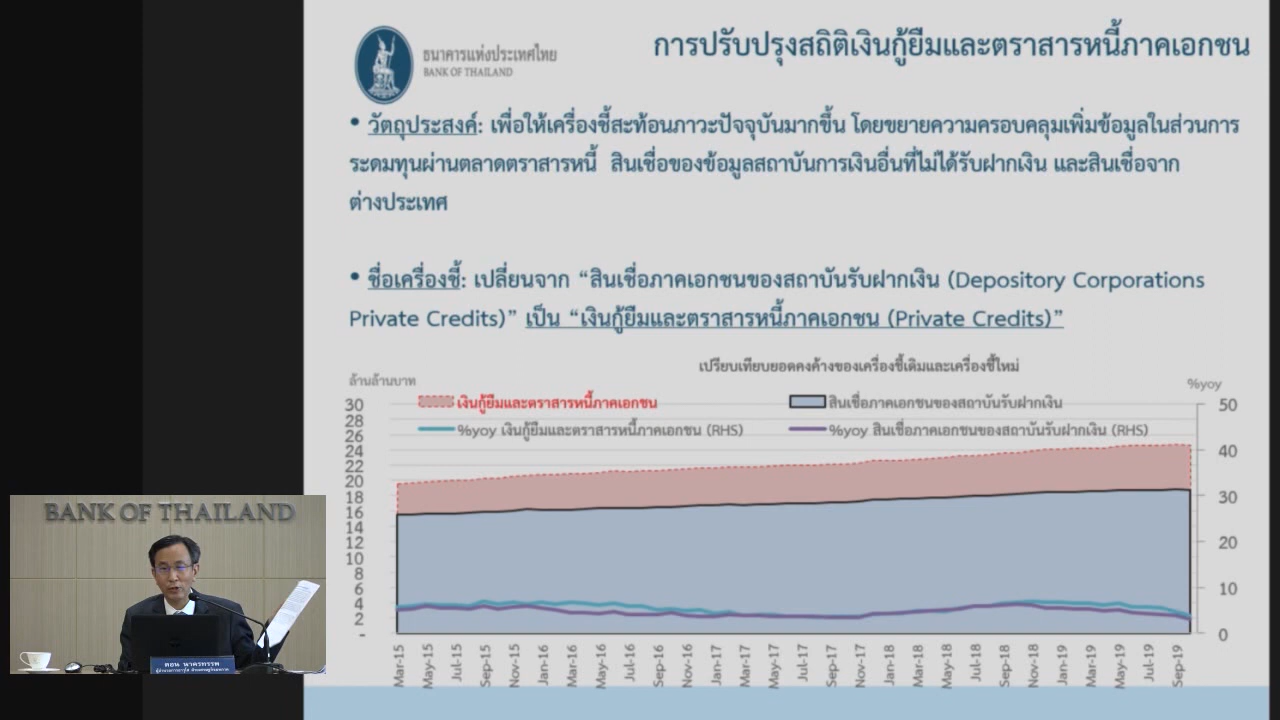 ธนาคารแห่งประเทศไทย
BANK OF THAILAND
การปรับปรุงสถิติเงินกู้ยืมและตราสารหนี้ภาคเอกชน
• วัตถุประสงค์: เพื่อให้เครื่องชี้สะท้อนภาวะปัจจุบันมากขึ้น โดยขยายความครอบคลุมเพิ่มข้อมูลในส่วนการ
ระดมทุนผ่านตลาดตราสารหนี้ สินเชื่อของข้อมูลสถาบันการเงินอื่นที่ไม่ได้รับฝากเงิน และสินเชื่อจาก
ต่างประเทศ
• ชื่อเครื่องชี้: เปลี่ยนจาก “สินเชื่อภาคเอกชนของสถาบันรับฝากเงิน (Depository Corporations
Private Credits)” เป็น “เงินกู้ยืมและตราสารหนี้ภาคเอกชน (Private Credits)”
เปรียบเทียบยอดคงค้างของเครื่องชี้เดิมและเครื่องชี้ใหม่
ล้านล้านบาท
%yoy
เงินกู้ยืมและตราสารหนี้ภาคเอกชน
สินเชื่อภาคเอกชนของสถาบันรับฝากเงิน
%yoy เงินกู้ยืมและตราสารหนี้ภาคเอกชน (RHS)
%yoy สินเชื่อภาคเอกชนของสถาบันรับฝากเงิน (RHS)
30
28
26
24
22
20
18
16
14
12
10
8
6
4
2
-
50
40
30
20
10
0
Mar-15
May-15
Jul-15
Sep-15
Nov-15
Jan-16
Mar-16
May-16
Jul-16
Sep-16
Nov-16
Jan-17
Mar-17
May-17
Jul-17
Sep-17
Nov-17
Jan-18
Mar-18
May-18
Jul-18
Sep-18
Nov-18
Jan-19
Mar-19
May-19
Jul-19
Sep-19
BANK OF THAILAND
ดอน นาครทรรพ